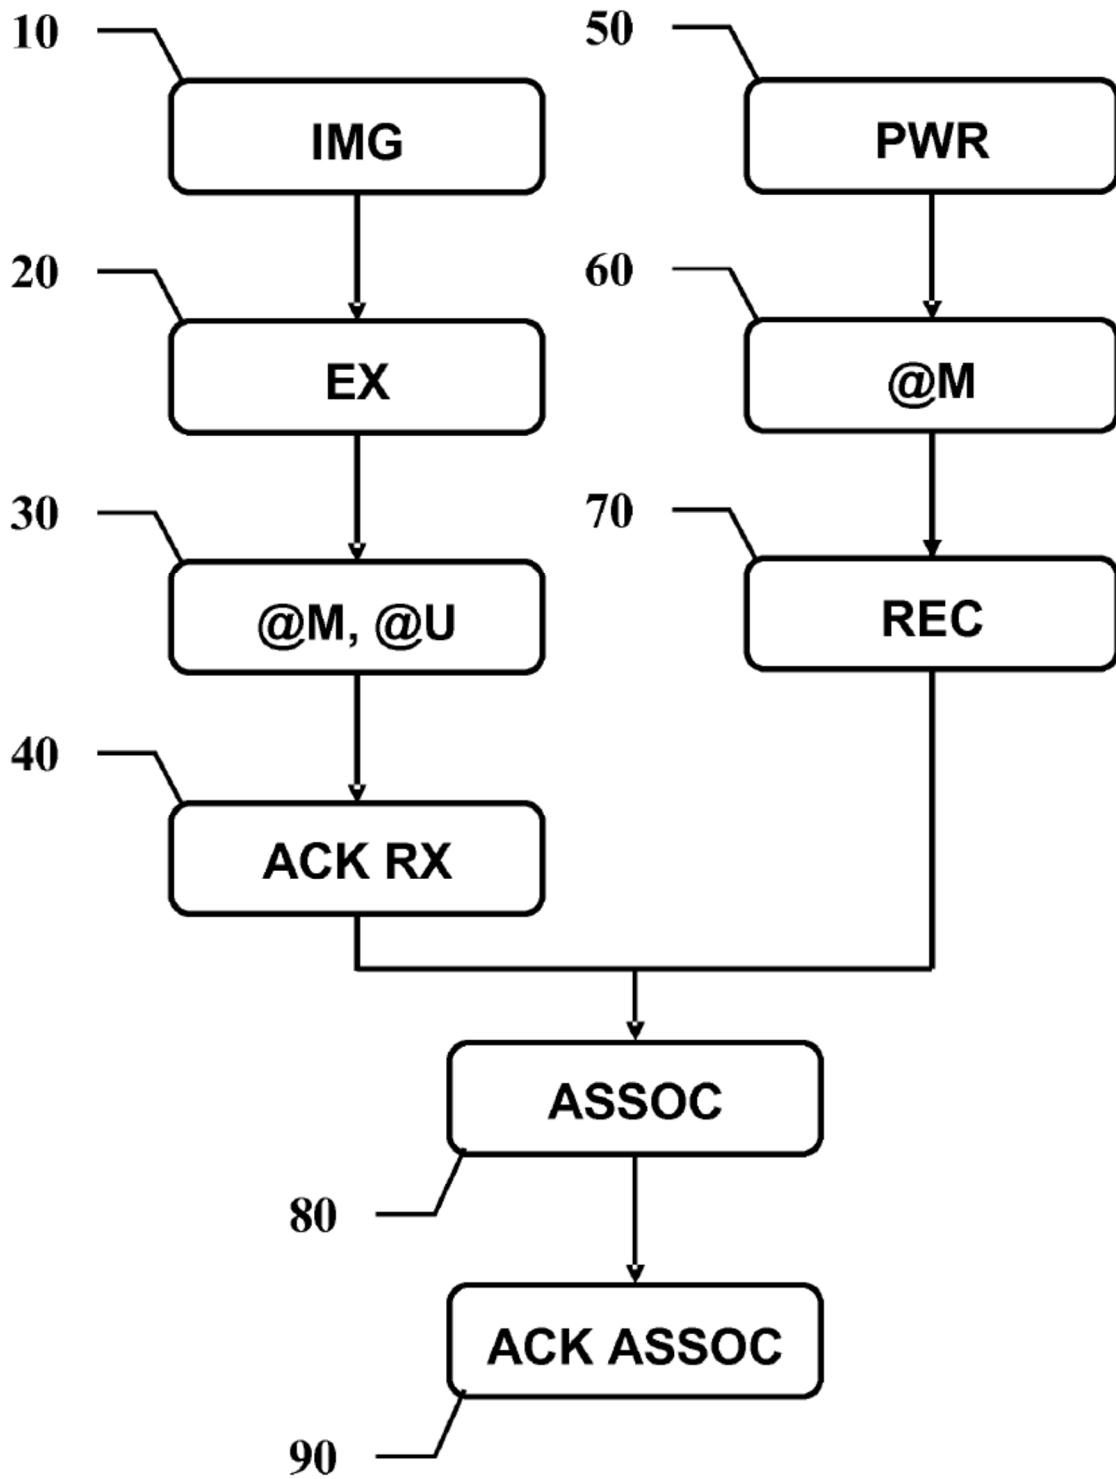 10
IMG
20
EX
30
@M, @U
40
ACK RX
50
PWR
60
@M
70
REC
ASSOC
80
ACK ASSOC
90